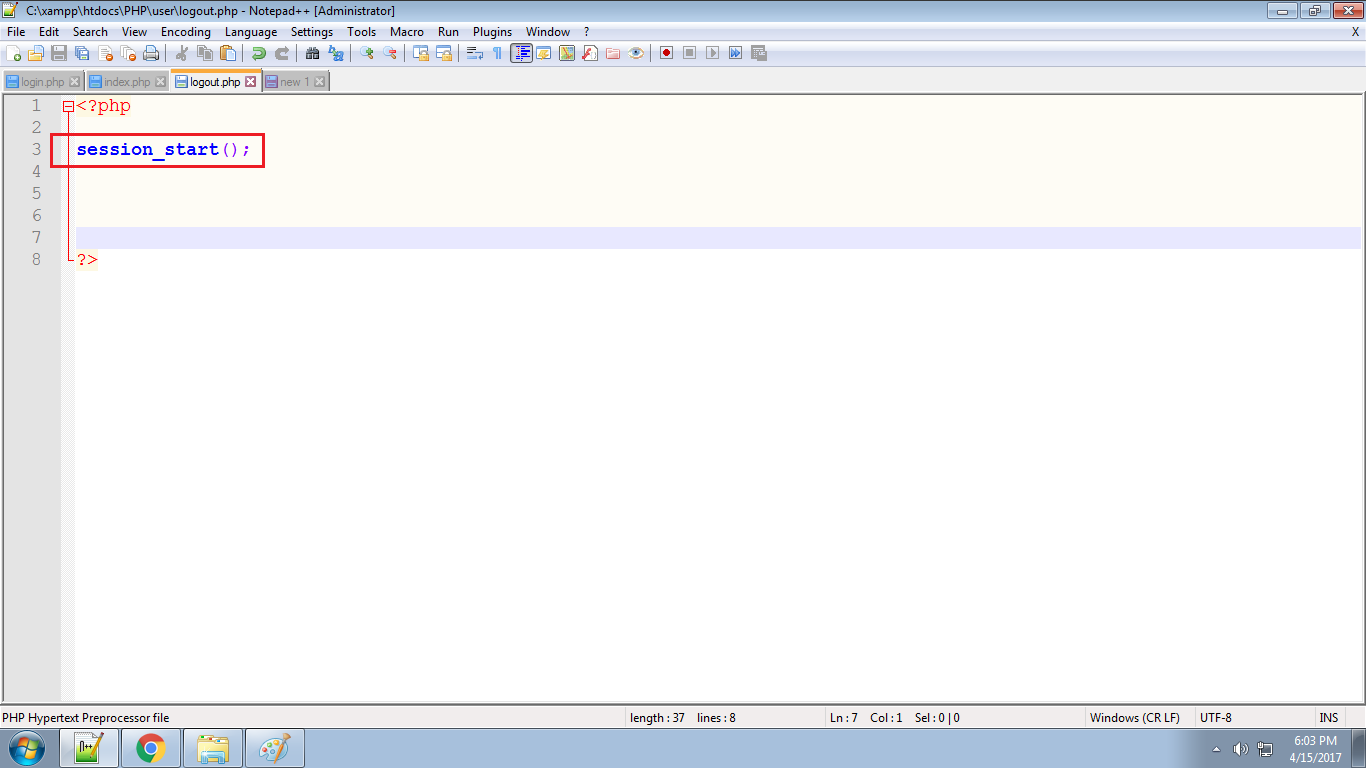 C:\xampp\htdocs\PHP\user\logout.php - Notepad++ [Administrator]
File Edit Search View Encoding Language Settings Tools Macro Run Plugins Window ? X
login.php index.php logout.php new 1
1 <?php
2
3 session_start();
4
5
6
7
8 ?>
PHP Hypertext Preprocessor file length : 37 lines : 8 Ln : 7 Col : 1 Sel : 0 | 0 Windows (CR LF) UTF-8 INS
6:03 PM
4/15/2017